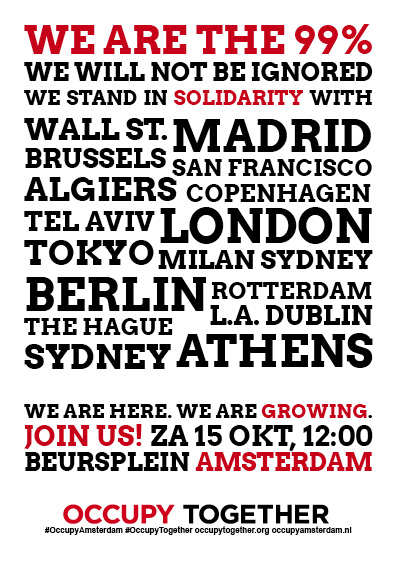 WE ARE THE 99%
WE WILL NOT BE IGNORED
WE STAND IN SOLIDARITY WITH
WALL ST. MADRID
BRUSSELS SAN FRANCISCO
ALGIERS COPENHAGEN
TEL AVIV LONDON
TOKYO MILAN SYDNEY
BERLIN ROTTERDAM
THE HAGUE L.A. DUBLIN
SYDNEY ATHENS
WE ARE HERE. WE ARE GROWING.
JOIN US! ZA 15 OKT, 12:00
BEURSPLEIN AMSTERDAM
OCCUPY TOGETHER
#OccupyAmsterdam #OccupyTogether occupytogether.org occupyamsterdam.nl